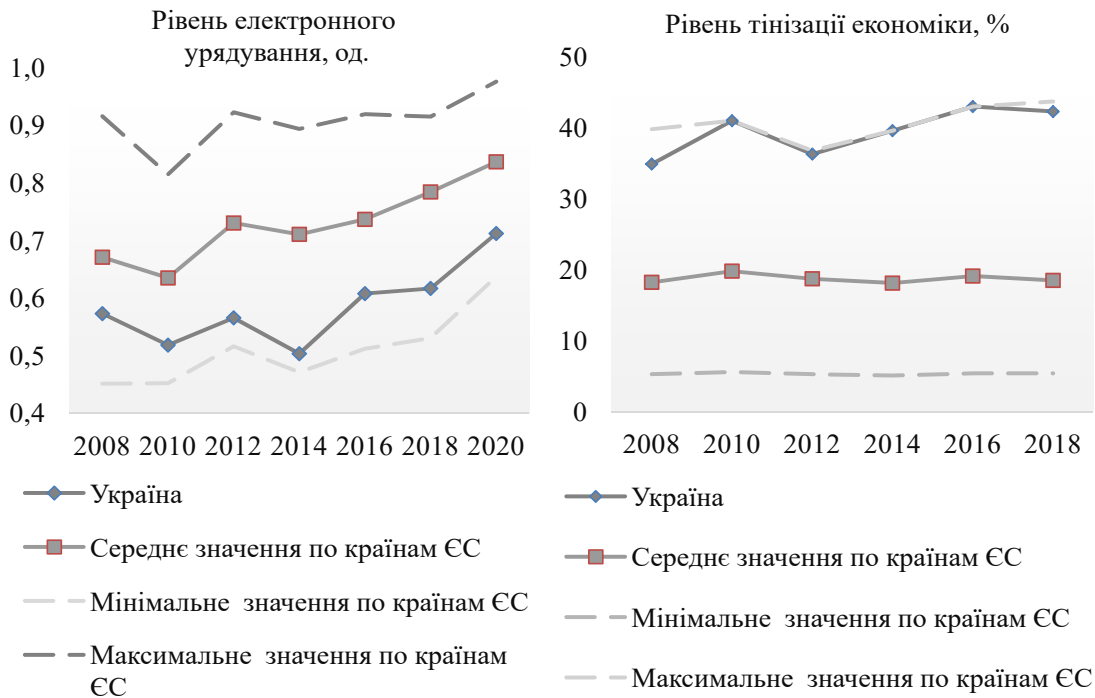 Рівень електронного
урядування, од.
1,0
0,9
0,8
0,7
0,6
0,5
0,4
2008 2010 2012 2014 2016 2018 2020
Україна
Середнє значення по країнам ЄС
Мінімальне значення по країнам ЄС
Максимальне значення по країнам
ЄС
Рівень тінізації економіки, %
50
40
30
20
10
0
2008 2010 2012 2014 2016 2018
Україна
Середнє значення по країнам ЄС
Мінімальне значення по країнам ЄС
Максимальне значення по країнам ЄС